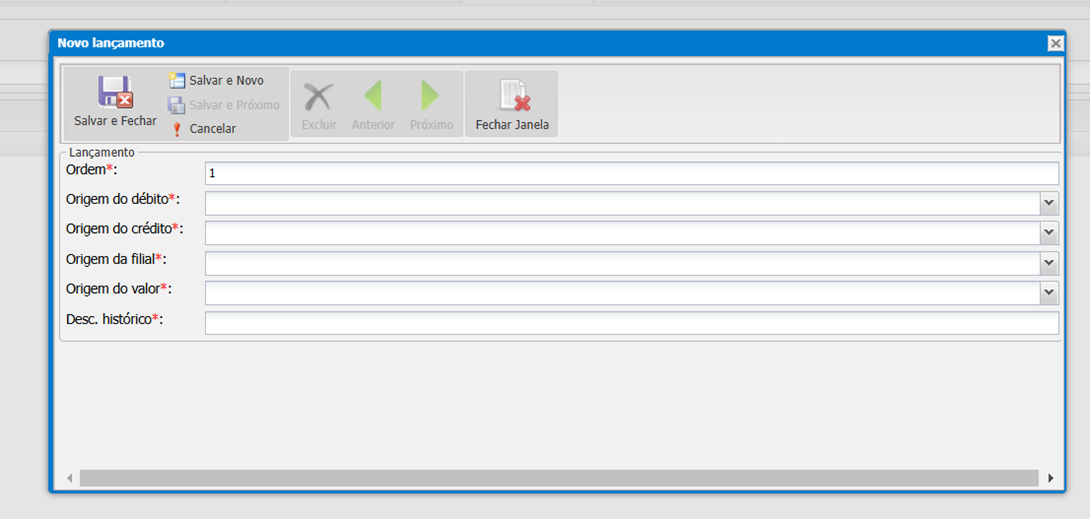 Novo lançamento
Salvar e Fechar
Salvar e Novo
Salvar e Próximo
Cancelar
Excluir
Anterior
Próximo
Fechar Janela
Lançamento
Ordem*: 1
Origem do débito*:
Origem do crédito*:
Origem da filial*:
Origem do valor*:
Desc. histórico*: